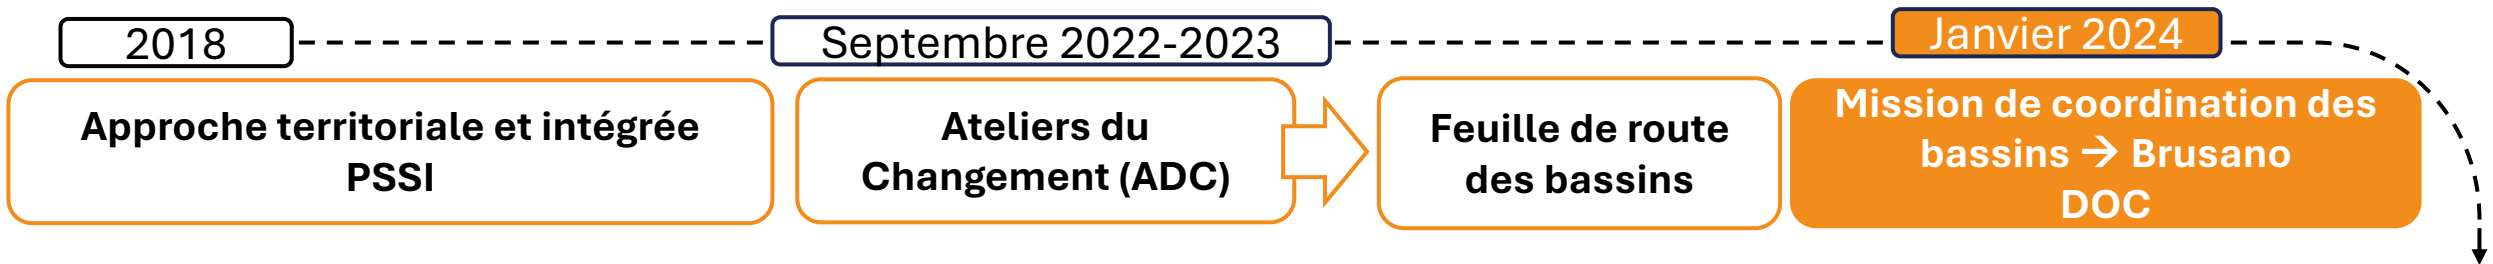 2018
Septembre 2022-2023
Janvier 2024
Approche territoriale et intégrée
PSSI
Ateliers du
Changement (ADC)
Feuille de route
des bassins
Mission de coordination des
bassins → Brusano
DOC